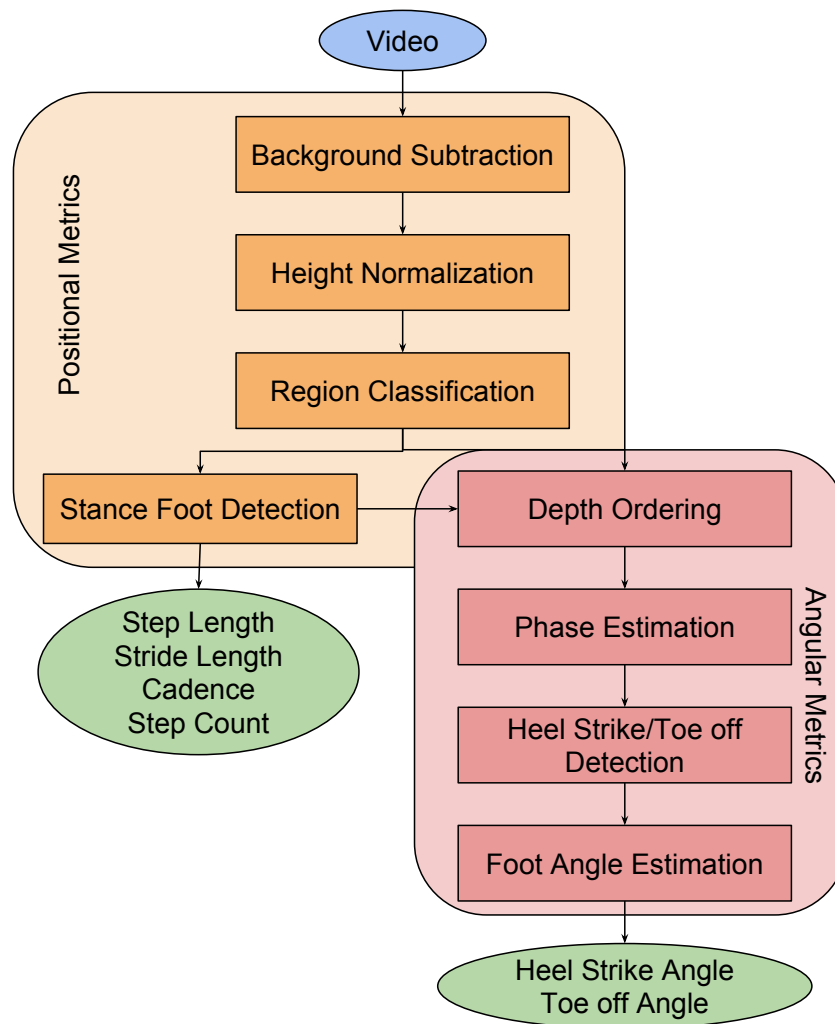 Video
Positional Metrics
Background Subtraction
Height Normalization
Region Classification
Stance Foot Detection
Depth Ordering
Step Length
Stride Length
Cadence
Step Count
Phase Estimation
Angular Metrics
Heel Strike/Toe off
Detection
Foot Angle Estimation
Heel Strike Angle
Toe off Angle